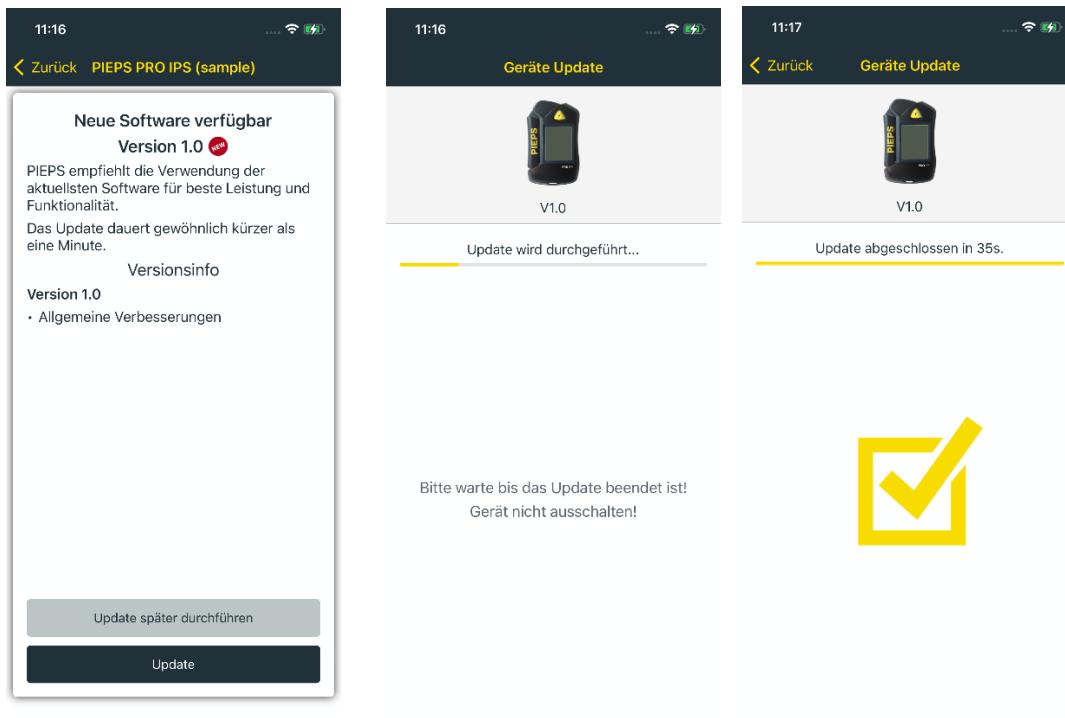 11:16
Zurück PIEPS PRO IPS (sample)
Neue Software verfügbar
Version 1.0 NEW
PIEPS empfiehlt die Verwendung der
aktuellsten Software für beste Leistung und
Funktionalität.
Das Update dauert gewöhnlich kürzer als
eine Minute.
Versionsinfo
Version 1.0
• Allgemeine Verbesserungen
Update später durchführen
Update
11:16
Geräte Update
PIEPS
V1.0
Update wird durchgeführt...
Bitte warte bis das Update beendet ist!
Gerät nicht ausschalten!
11:17
Zurück Geräte Update
PIEPS
V1.0
Update abgeschlossen in 35s.